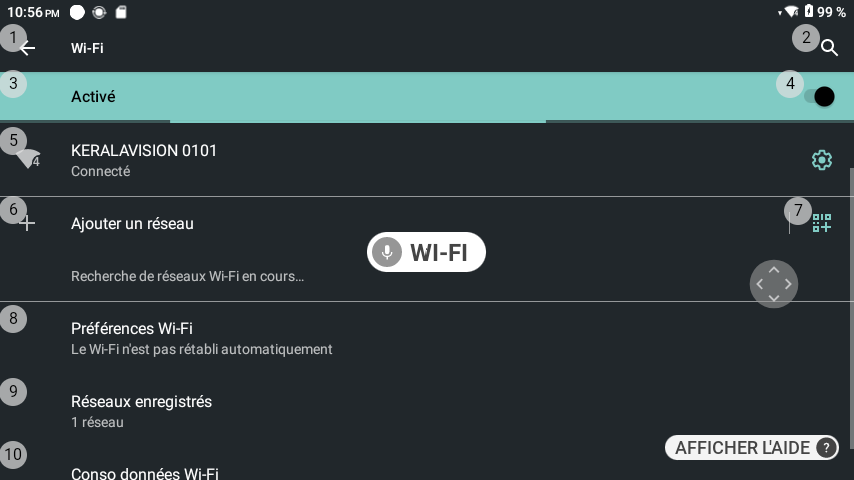 10:56 PM 99 %
1 Wi-Fi 2
3 Activé 4
5 KERALAVISION 0101
4 Connecté
6 Ajouter un réseau 7
WI-FI
Recherche de réseaux Wi-Fi en cours…
8 Préférences Wi-Fi
Le Wi-Fi n'est pas rétabli automatiquement
9 Réseaux enregistrés
1 réseau
AFFICHER L'AIDE ?
10 Conso données Wi-Fi